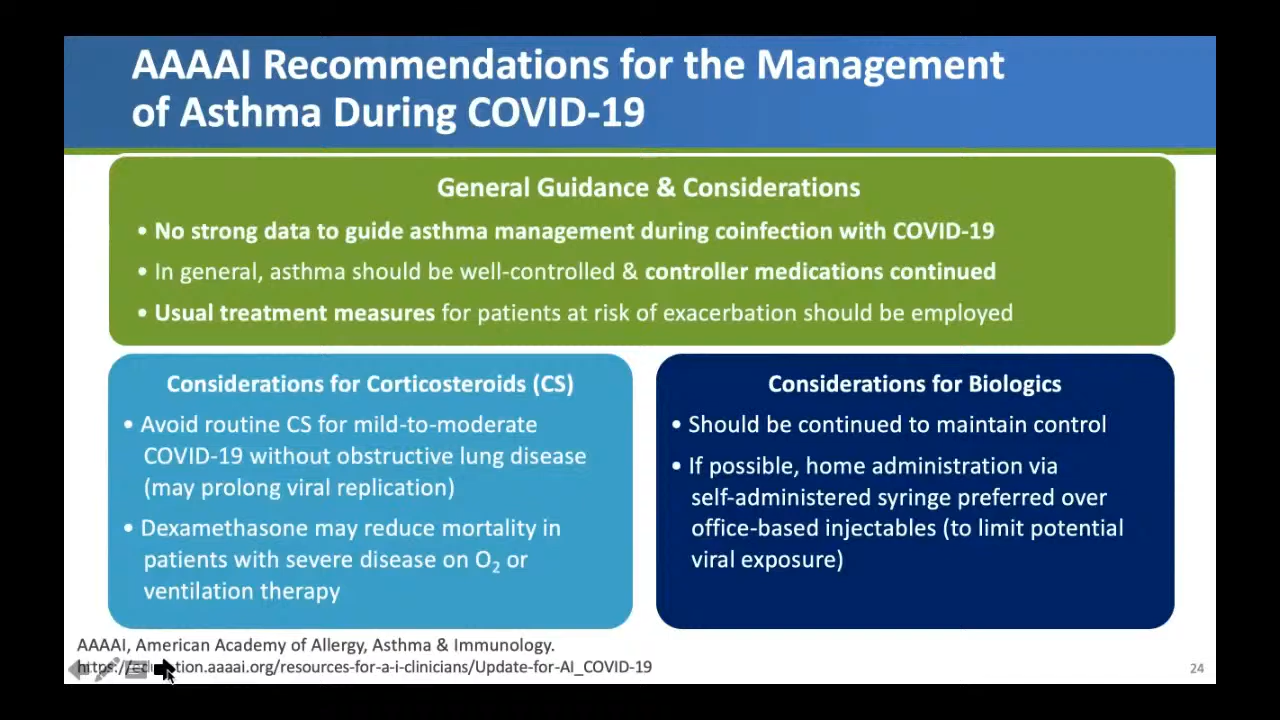 AAAAI Recommendations for the Management
of Asthma During COVID-19
General Guidance & Considerations
• No strong data to guide asthma management during coinfection with COVID-19
• In general, asthma should be well-controlled & controller medications continued
• Usual treatment measures for patients at risk of exacerbation should be employed
Considerations for Corticosteroids (CS)
• Avoid routine CS for mild-to-moderate
COVID-19 without obstructive lung disease
(may prolong viral replication)
• Dexamethasone may reduce mortality in
patients with severe disease on O₂ or
ventilation therapy
Considerations for Biologics
• Should be continued to maintain control
• If possible, home administration via
self-administered syringe preferred over
office-based injectables (to limit potential
viral exposure)
AAAAI, American Academy of Allergy, Asthma & Immunology.
https://education.aaaai.org/resources-for-a-i-clinicians/Update-for-AI_COVID-19
24